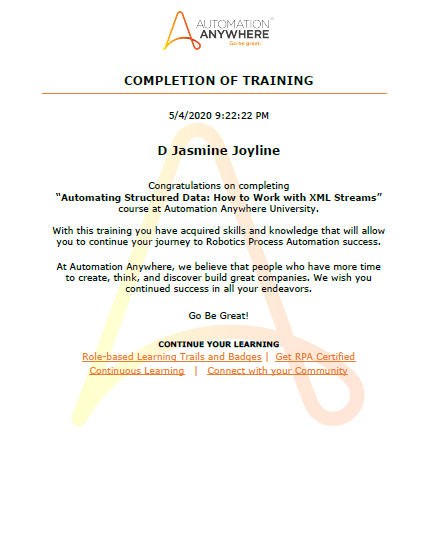 AUTOMATION
ANYWHERE
Go be great.
COMPLETION OF TRAINING
5/4/2020 9:22:22 PM
D Jasmine Joyline
Congratulations on completing
“Automating Structured Data: How to Work with XML Streams”
course at Automation Anywhere University.
With this training you have acquired skills and knowledge that will allow
you to continue your journey to Robotics Process Automation success.
At Automation Anywhere, we believe that people who have more time
to create, think, and discover build great companies. We wish you
continued success in all your endeavors.
Go Be Great!
CONTINUE YOUR LEARNING
Role-based Learning Trails and Badges | Get RPA Certified
Continuous Learning | Connect with your Community